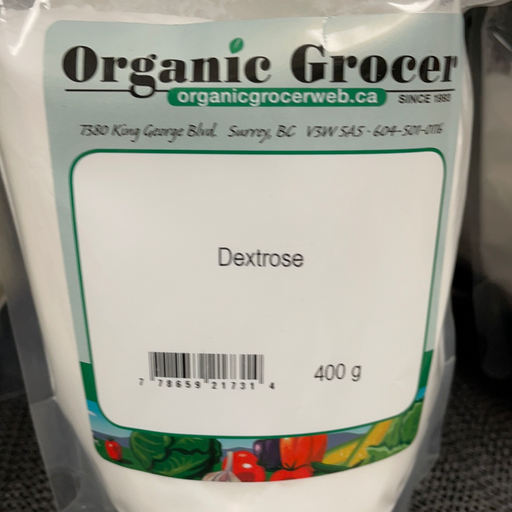 Organic Grocer
organicgrocerweb.ca SINCE 1980
7380 King George Blvd. Surrey, BC V3W 5A5 - 604-501-0116
Dextrose
7 78659 21731 4
400 g